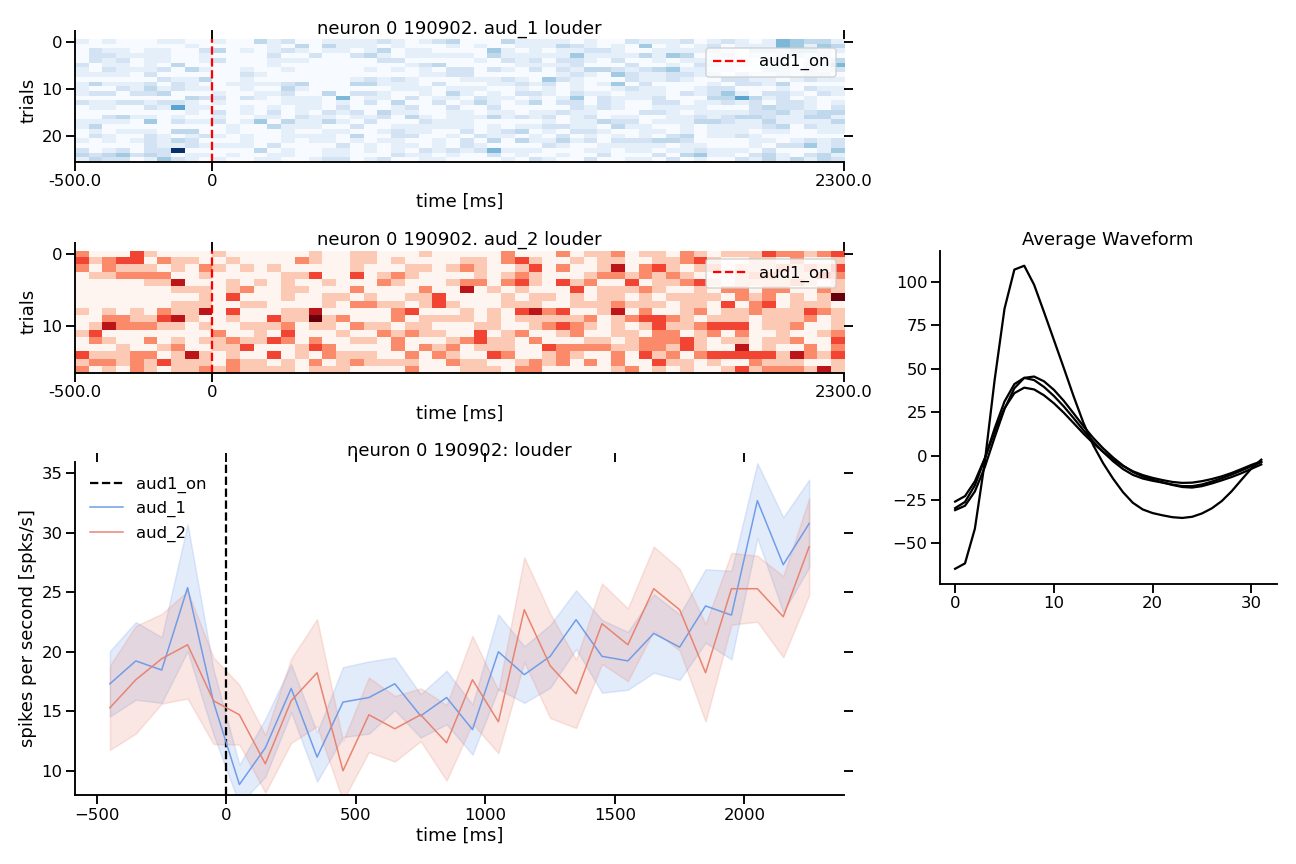 neuron 0 190902. aud_1 louder
trials
0
10
20
aud1_on
-500.0 0 2300.0
time [ms]
neuron 0 190902. aud_2 louder
trials
0
10
aud1_on
-500.0 0 2300.0
time [ms]
neuron 0 190902: louder
spikes per second [spks/s]
35
30
25
20
15
10
aud1_on
aud_1
aud_2
−500 0 500 1000 1500 2000
time [ms]
Average Waveform
100
75
50
25
0
−25
−50
0 10 20 30